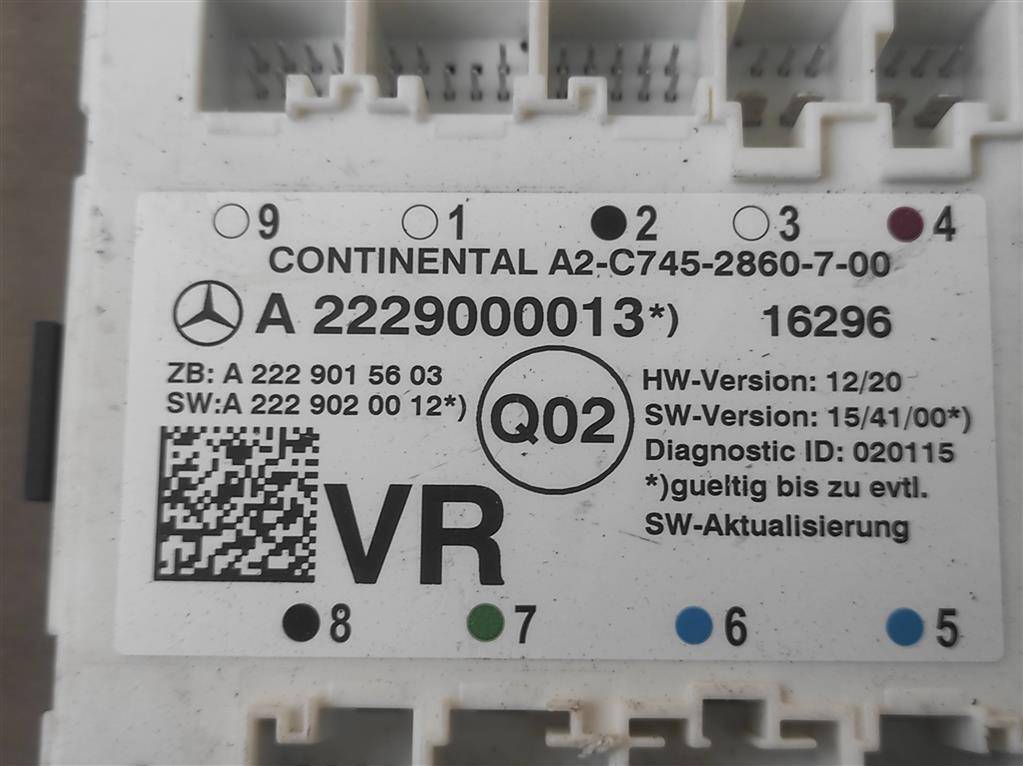 9 1 2 3 4
CONTINENTAL A2-C745-2860-7-00
A 2229000013*) 16296
ZB: A 222 901 56 03
SW:A 222 902 00 12*)
Q02
HW-Version: 12/20
SW-Version: 15/41/00*)
Diagnostic ID: 020115
*)gueltig bis zu evtl.
SW-Aktualisierung
VR
8 7 6 5